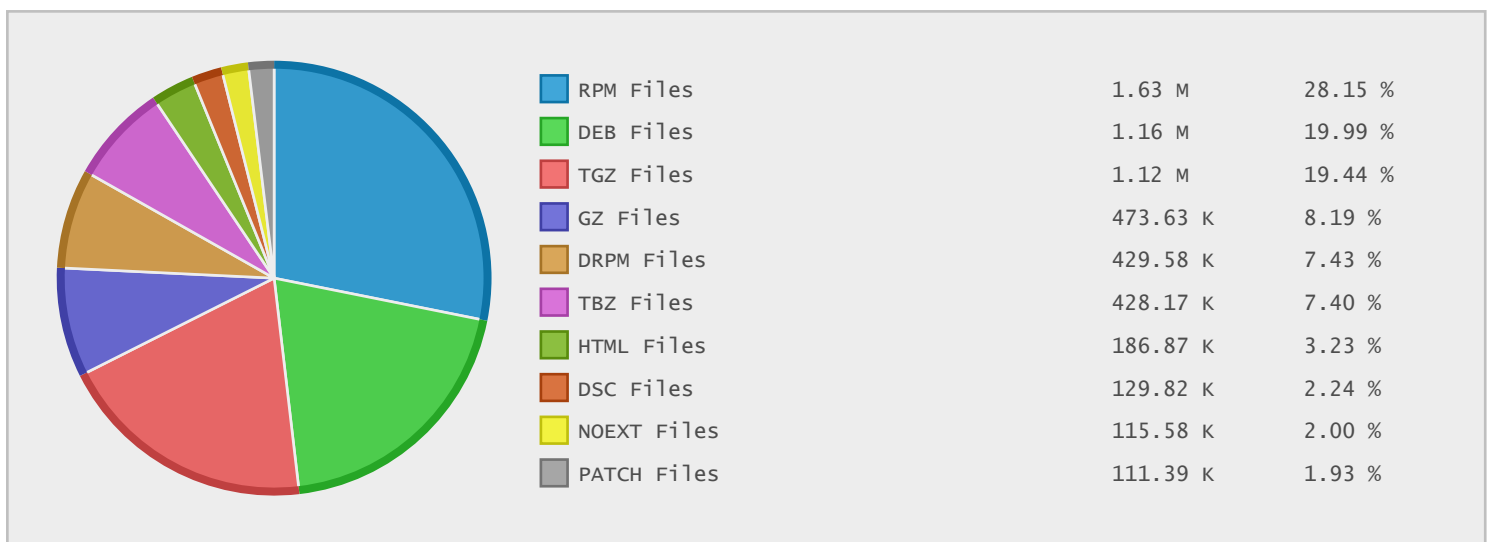 RPM Files 1.63 M 28.15 %
DEB Files 1.16 M 19.99 %
TGZ Files 1.12 M 19.44 %
GZ Files 473.63 K 8.19 %
DRPM Files 429.58 K 7.43 %
TBZ Files 428.17 K 7.40 %
HTML Files 186.87 K 3.23 %
DSC Files 129.82 K 2.24 %
NOEXT Files 115.58 K 2.00 %
PATCH Files 111.39 K 1.93 %